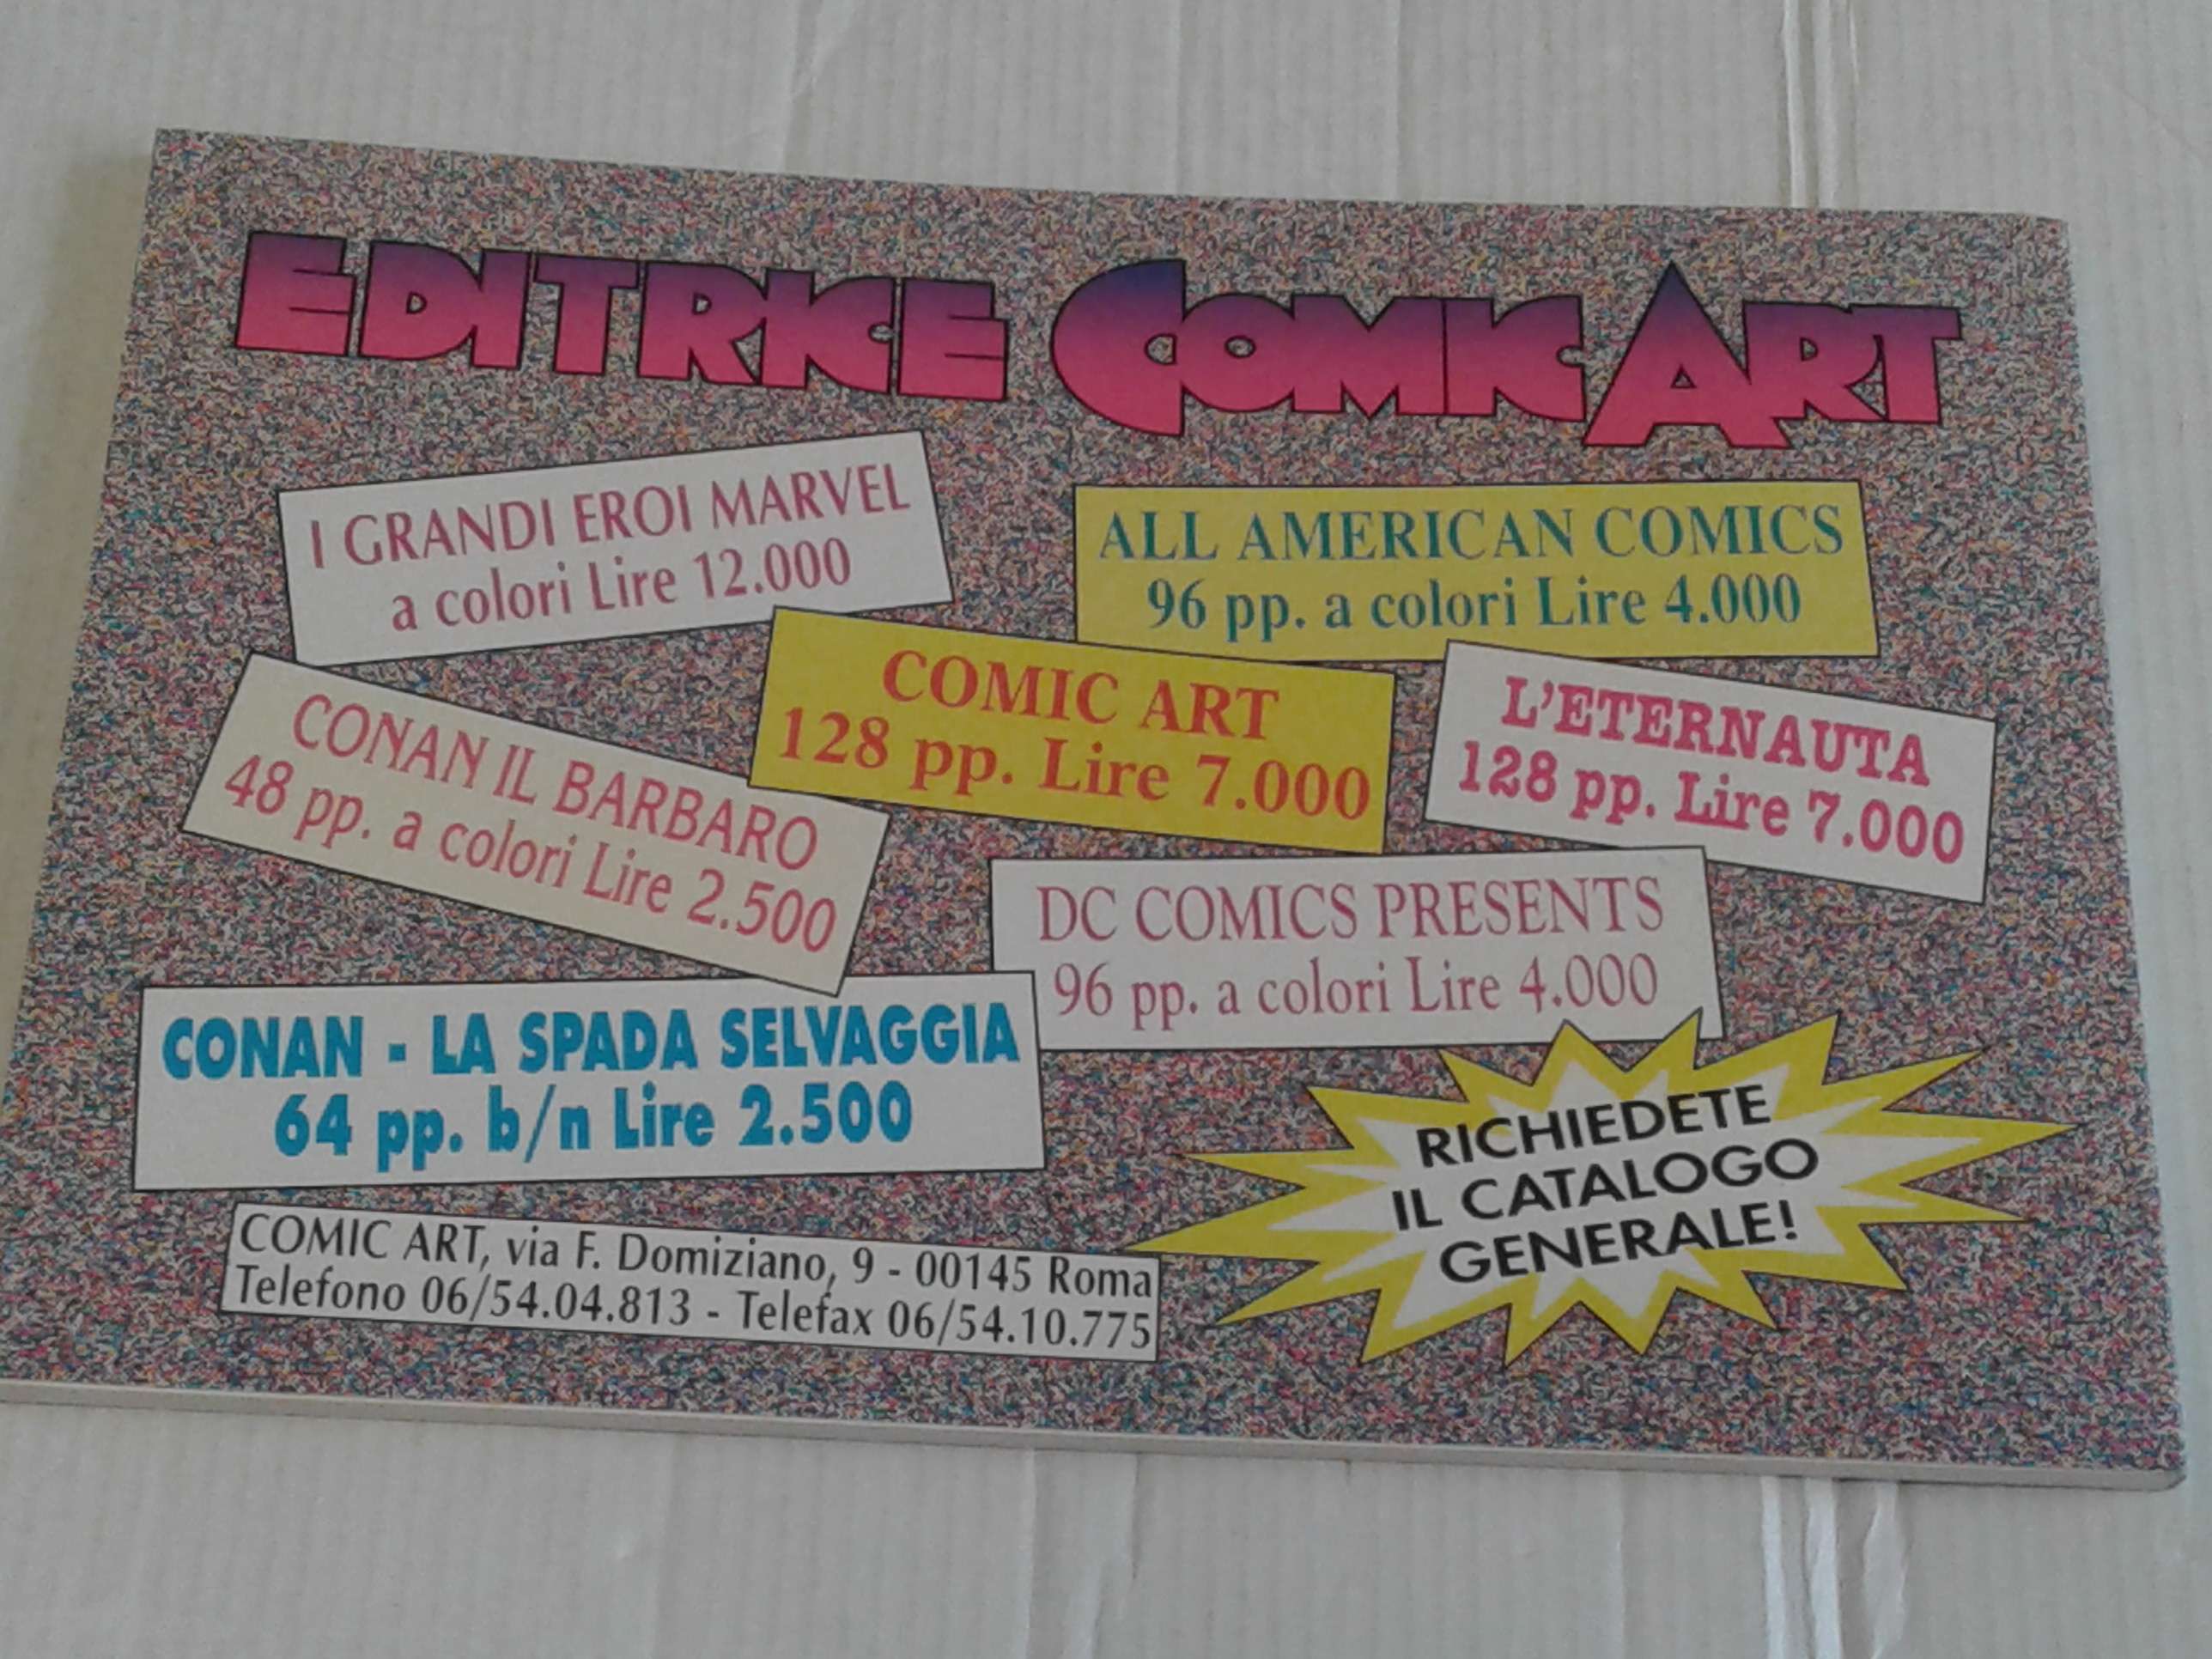 EDITRICE COMIC ART
I GRANDI EROI MARVEL
a colori Lire 12.000
ALL AMERICAN COMICS
96 pp. a colori Lire 4.000
CONAN IL BARBARO
48 pp. a colori Lire 2.500
COMIC ART
128 pp. Lire 7.000
L'ETERNAUTA
128 pp. Lire 7.000
DC COMICS PRESENTS
96 pp. a colori Lire 4.000
CONAN - LA SPADA SELVAGGIA
64 pp. b/n Lire 2.500
RICHIEDETE
IL CATALOGO
GENERALE!
COMIC ART, via F. Domiziano, 9 - 00145 Roma
Telefono 06/54.04.813 - Telefax 06/54.10.775